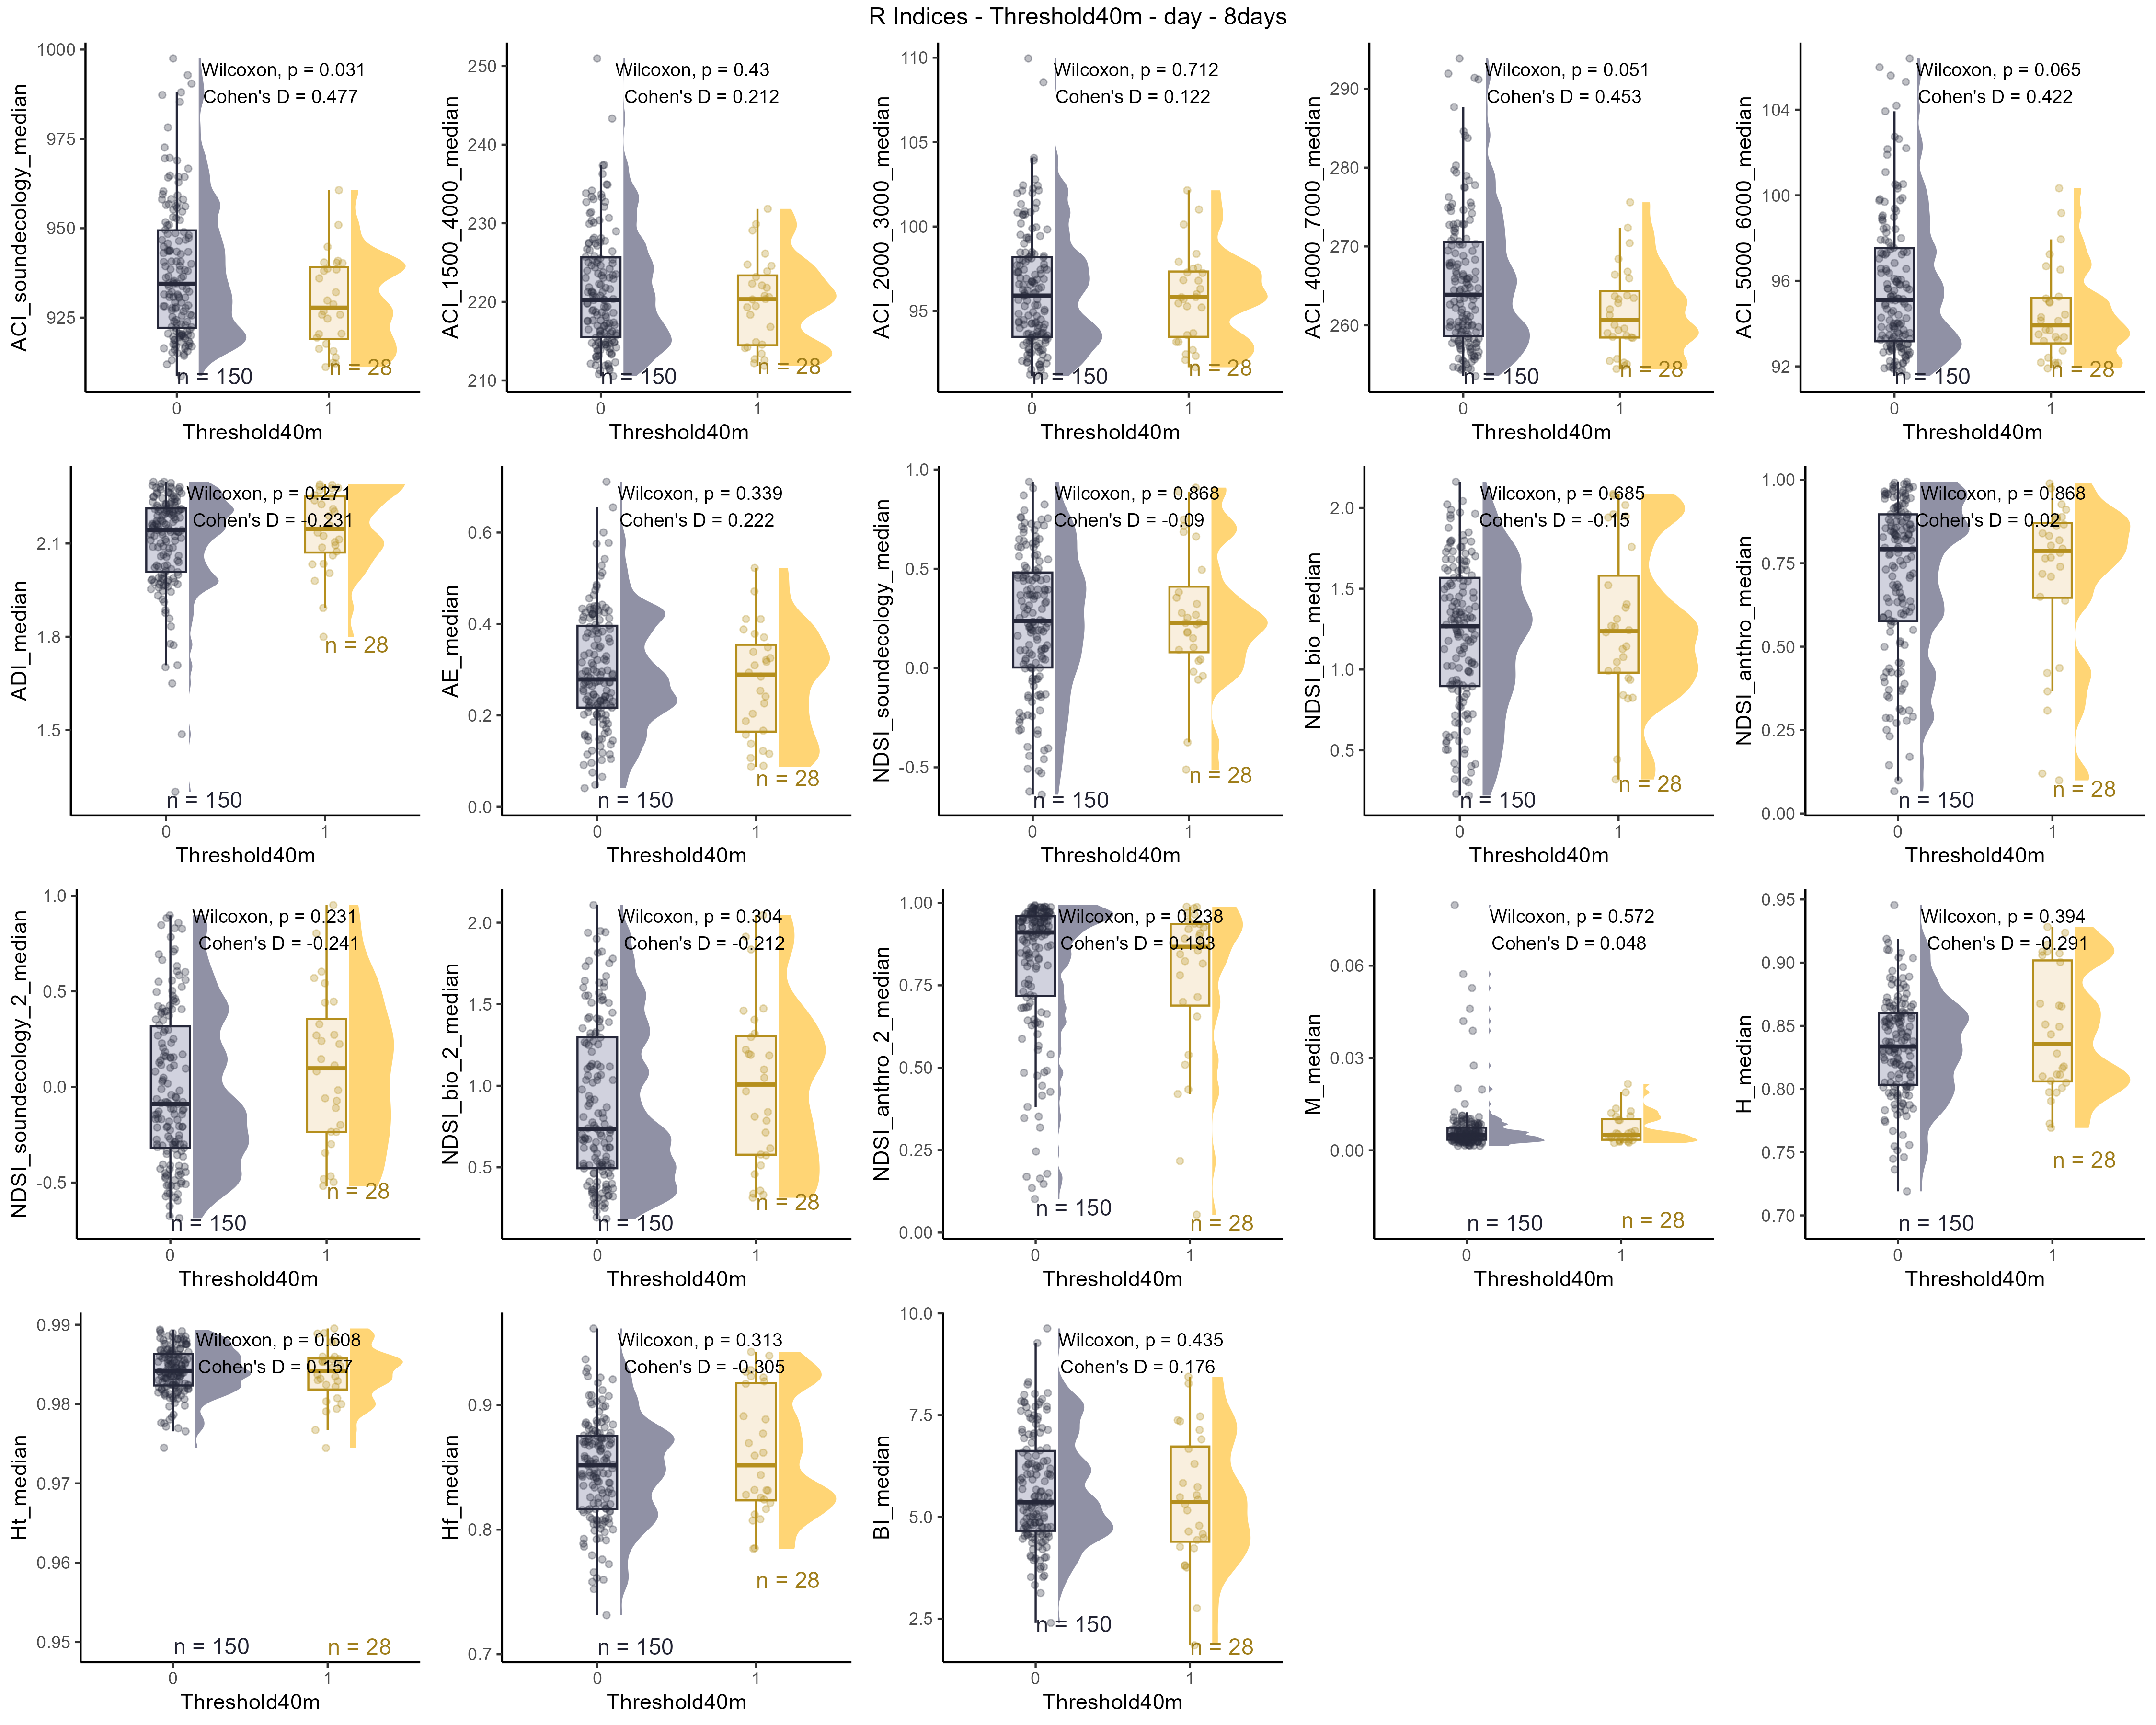 R Indices - Threshold40m - day - 8days
ACI_soundecology_median
1000
975
950
925
Wilcoxon, p = 0.031
Cohen's D = 0.477
n = 150
n = 28
0
1
Threshold40m
ACI_1500_4000_median
250
240
230
220
210
Wilcoxon, p = 0.43
Cohen's D = 0.212
n = 150
n = 28
0
1
Threshold40m
ACI_2000_3000_median
110
105
100
95
Wilcoxon, p = 0.712
Cohen's D = 0.122
n = 150
n = 28
0
1
Threshold40m
ACI_4000_7000_median
290
280
270
260
Wilcoxon, p = 0.051
Cohen's D = 0.453
n = 150
n = 28
0
1
Threshold40m
ACI_5000_6000_median
104
100
96
92
Wilcoxon, p = 0.065
Cohen's D = 0.422
n = 150
n = 28
0
1
Threshold40m
ADI_median
2.1
1.8
1.5
Wilcoxon, p = 0.271
Cohen's D = -0.231
n = 150
n = 28
0
1
Threshold40m
AE_median
0.6
0.4
0.2
0.0
Wilcoxon, p = 0.339
Cohen's D = 0.222
n = 150
n = 28
0
1
Threshold40m
NDSI_soundecology_median
1.0
0.5
0.0
-0.5
Wilcoxon, p = 0.868
Cohen's D = -0.09
n = 150
n = 28
0
1
Threshold40m
NDSI_bio_median
2.0
1.5
1.0
0.5
Wilcoxon, p = 0.685
Cohen's D = -0.15
n = 150
n = 28
0
1
Threshold40m
NDSI_anthro_median
1.00
0.75
0.50
0.25
0.00
Wilcoxon, p = 0.868
Cohen's D = 0.02
n = 150
n = 28
0
1
Threshold40m
NDSI_soundecology_2_median
1.0
0.5
0.0
-0.5
Wilcoxon, p = 0.231
Cohen's D = -0.241
n = 150
n = 28
0
1
Threshold40m
NDSI_bio_2_median
2.0
1.5
1.0
0.5
Wilcoxon, p = 0.304
Cohen's D = -0.212
n = 150
n = 28
0
1
Threshold40m
NDSI_anthro_2_median
1.00
0.75
0.50
0.25
0.00
Wilcoxon, p = 0.238
Cohen's D = 0.193
n = 150
n = 28
0
1
Threshold40m
M_median
0.06
0.03
0.00
Wilcoxon, p = 0.572
Cohen's D = 0.048
n = 150
n = 28
0
1
Threshold40m
H_median
0.95
0.90
0.85
0.80
0.75
0.70
Wilcoxon, p = 0.394
Cohen's D = -0.291
n = 150
n = 28
0
1
Threshold40m
Ht_median
0.99
0.98
0.97
0.96
0.95
Wilcoxon, p = 0.608
Cohen's D = 0.157
n = 150
n = 28
0
1
Threshold40m
Hf_median
0.9
0.8
0.7
Wilcoxon, p = 0.313
Cohen's D = -0.305
n = 150
n = 28
0
1
Threshold40m
BI_median
10.0
7.5
5.0
2.5
Wilcoxon, p = 0.435
Cohen's D = 0.176
n = 150
n = 28
0
1
Threshold40m